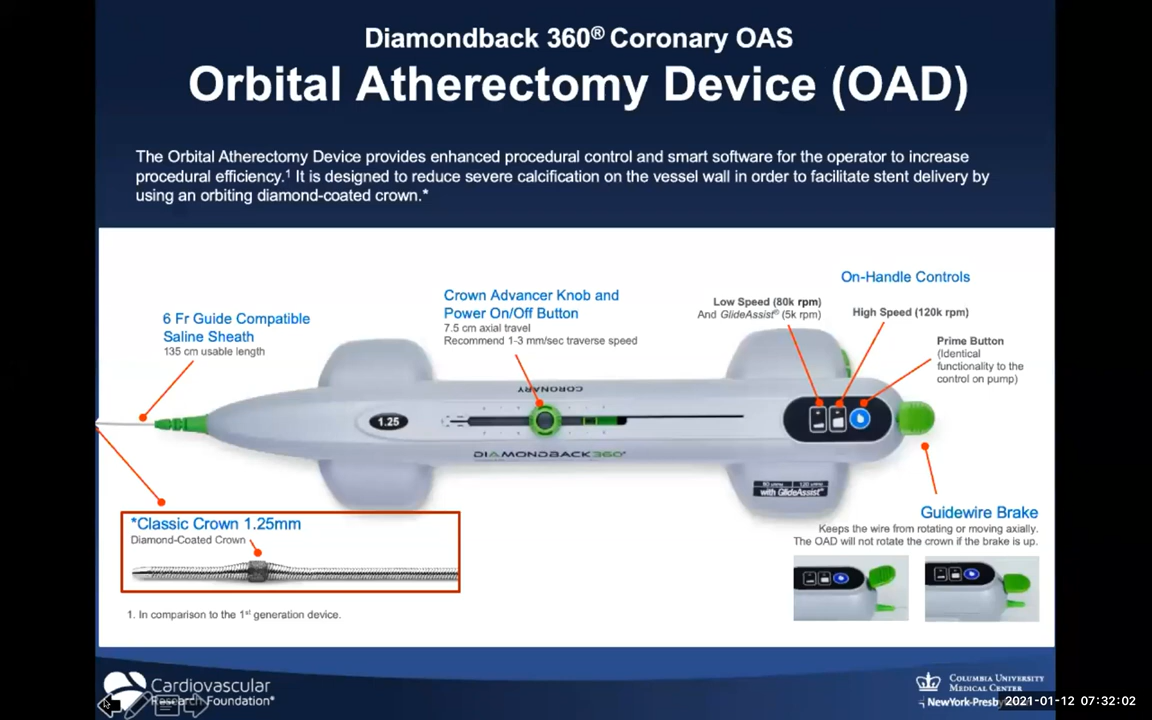 Diamondback 360® Coronary OAS
Orbital Atherectomy Device (OAD)
The Orbital Atherectomy Device provides enhanced procedural control and smart software for the operator to increase
procedural efficiency.¹ It is designed to reduce severe calcification on the vessel wall in order to facilitate stent delivery by
using an orbiting diamond-coated crown.*
6 Fr Guide Compatible
Saline Sheath
135 cm usable length
Crown Advancer Knob and
Power On/Off Button
7.5 cm axial travel
Recommend 1-3 mm/sec traverse speed
On-Handle Controls
Low Speed (80k rpm)
And GlideAssist® (5k rpm)
High Speed (120k rpm)
Prime Button
(Identical
functionality to the
control on pump)
CORONARY
1.25
DIAMONDBACK360°
with GlideAssist
Guidewire Brake
Keeps the wire from rotating or moving axially.
The OAD will not rotate the crown if the brake is up.
*Classic Crown 1.25mm
Diamond-Coated Crown
1. In comparison to the 1st generation device.
Cardiovascular
Research Foundation
COLUMBIA UNIVERSITY
MEDICAL CENTER
NewYork-Presby
2021-01-12 07:32:02